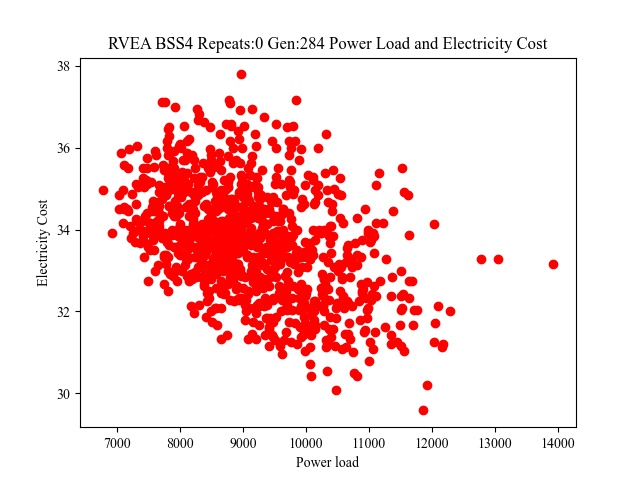 RVEA BSS4 Repeats:0 Gen:284 Power Load and Electricity Cost
38
36
34
32
30
Electricity Cost
7000 8000 9000 10000 11000 12000 13000 14000
Power load